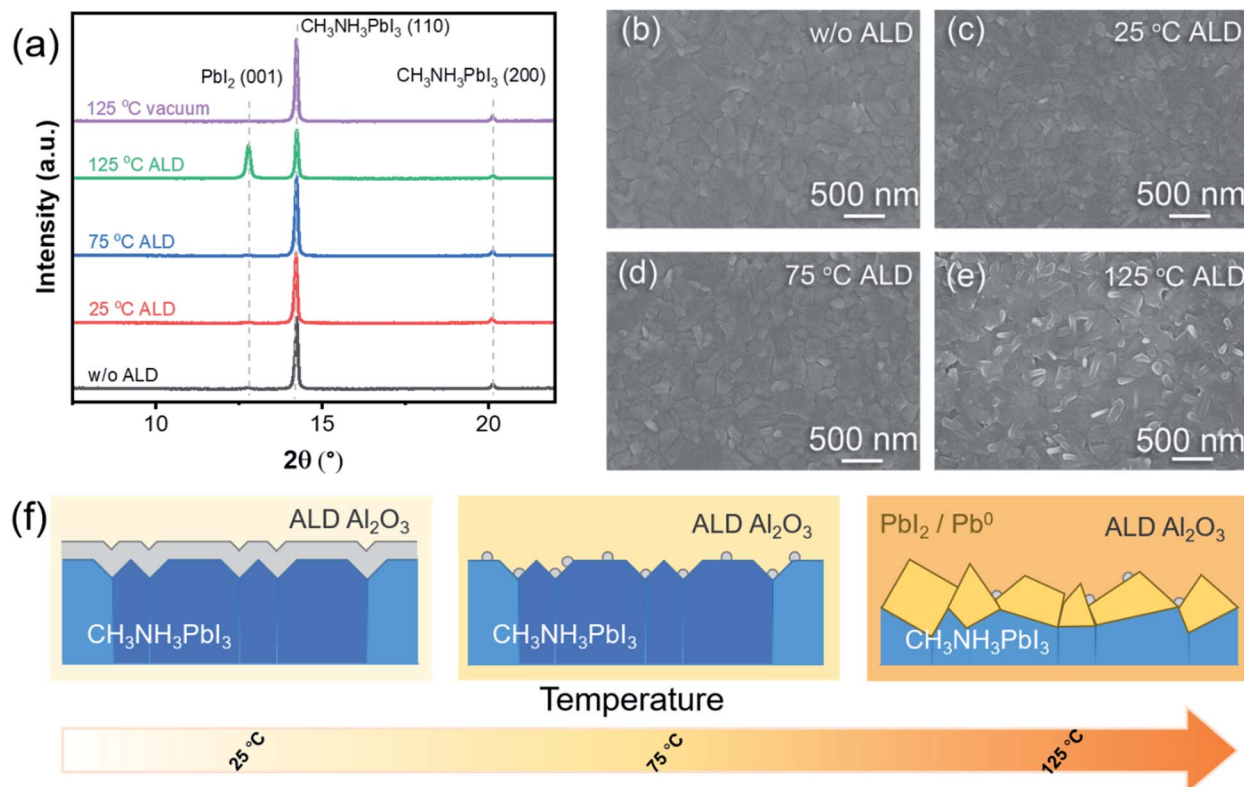 (a)
CH₃NH₃PbI₃ (110)
PbI₂ (001)
CH₃NH₃PbI₃ (200)
125 °C vacuum
125 °C ALD
75 °C ALD
25 °C ALD
w/o ALD
Intensity (a.u.)
10 15 20
2θ (°)
(b) w/o ALD
500 nm
(c) 25 °C ALD
500 nm
(d) 75 °C ALD
500 nm
(e) 125 °C ALD
500 nm
(f)
ALD Al₂O₃
CH₃NH₃PbI₃
ALD Al₂O₃
CH₃NH₃PbI₃
PbI₂ / Pb⁰
ALD Al₂O₃
CH₃NH₃PbI₃
Temperature
25 °C
75 °C
125 °C